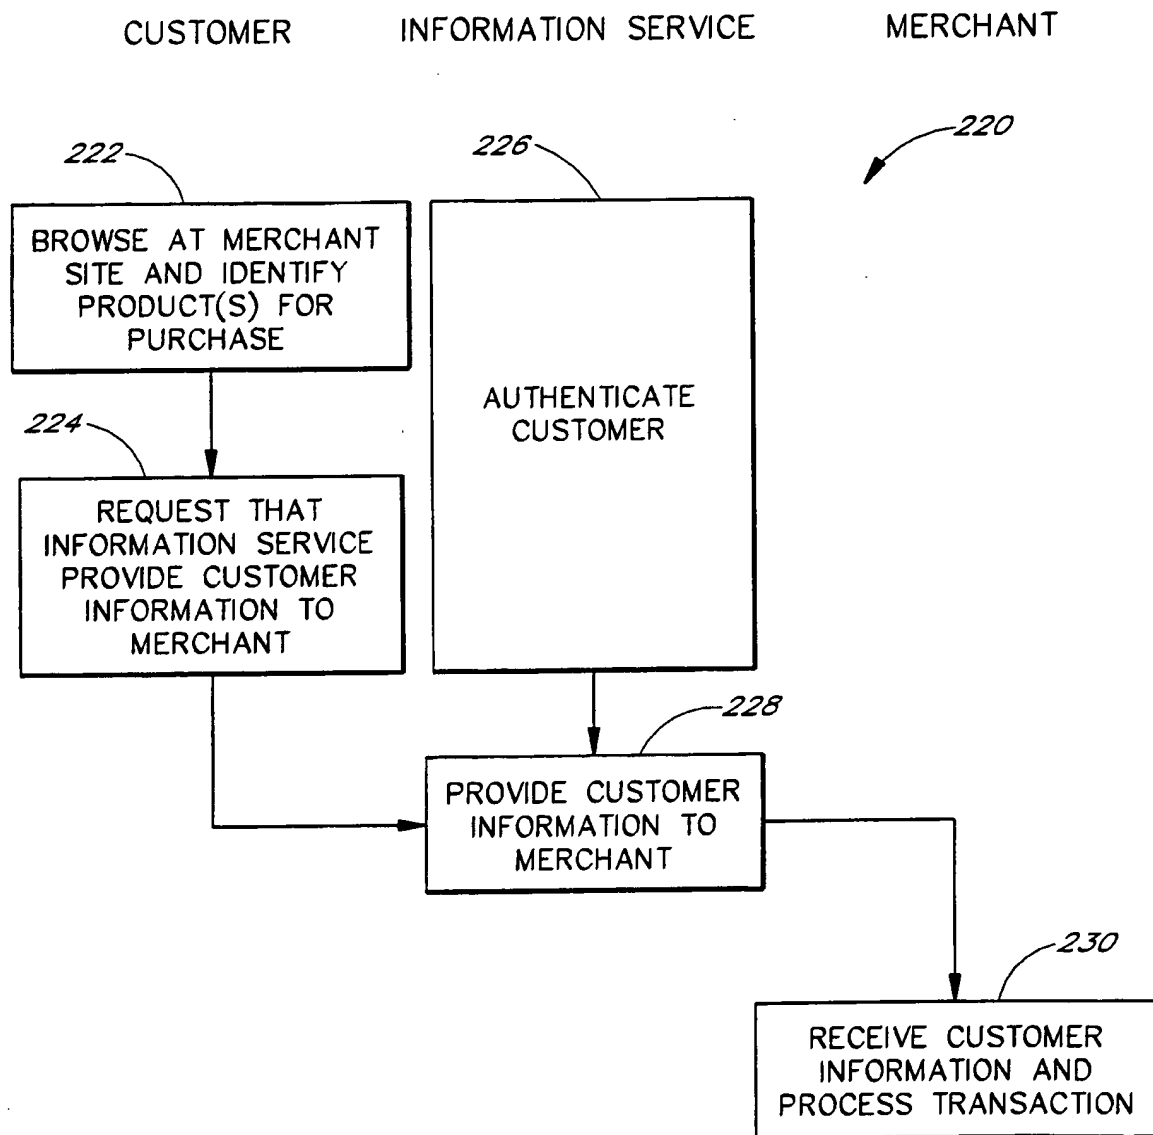 CUSTOMER
INFORMATION SERVICE
MERCHANT
220
222
226
BROWSE AT MERCHANT
SITE AND IDENTIFY
PRODUCT(S) FOR
PURCHASE
AUTHENTICATE
CUSTOMER
224
REQUEST THAT
INFORMATION SERVICE
PROVIDE CUSTOMER
INFORMATION TO
MERCHANT
228
PROVIDE CUSTOMER
INFORMATION TO
MERCHANT
230
RECEIVE CUSTOMER
INFORMATION AND
PROCESS TRANSACTION